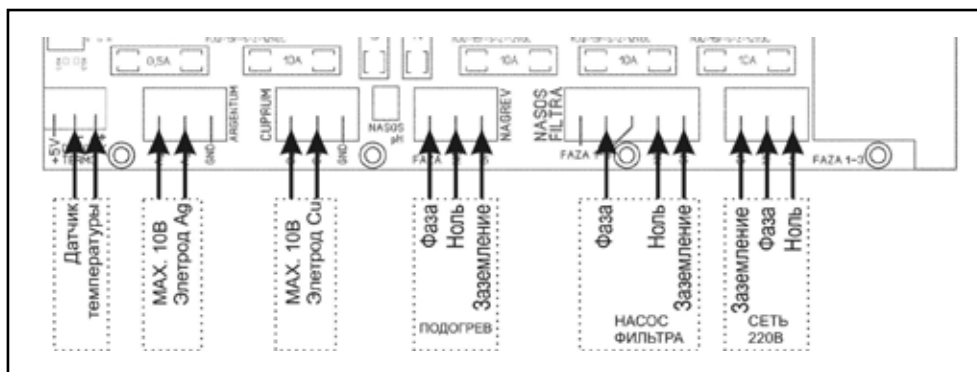 0,5A
10A
10A
10A
10A
+5V
TERMO
ARGENTUM
GND
CUPRUM
GND
NASOS
pH
FAZA
NAGREV
NASOS
FILTRA
FAZA 1
FAZA 1-3
Датчик
температуры
MAX. 10В
Элетрод Ag
MAX. 10В
Элетрод Cu
Фаза
Ноль
Заземление
ПОДОГРЕВ
Фаза
Ноль
Заземление
НАСОС
ФИЛЬТРА
Заземление
Фаза
Ноль
СЕТЬ
220В